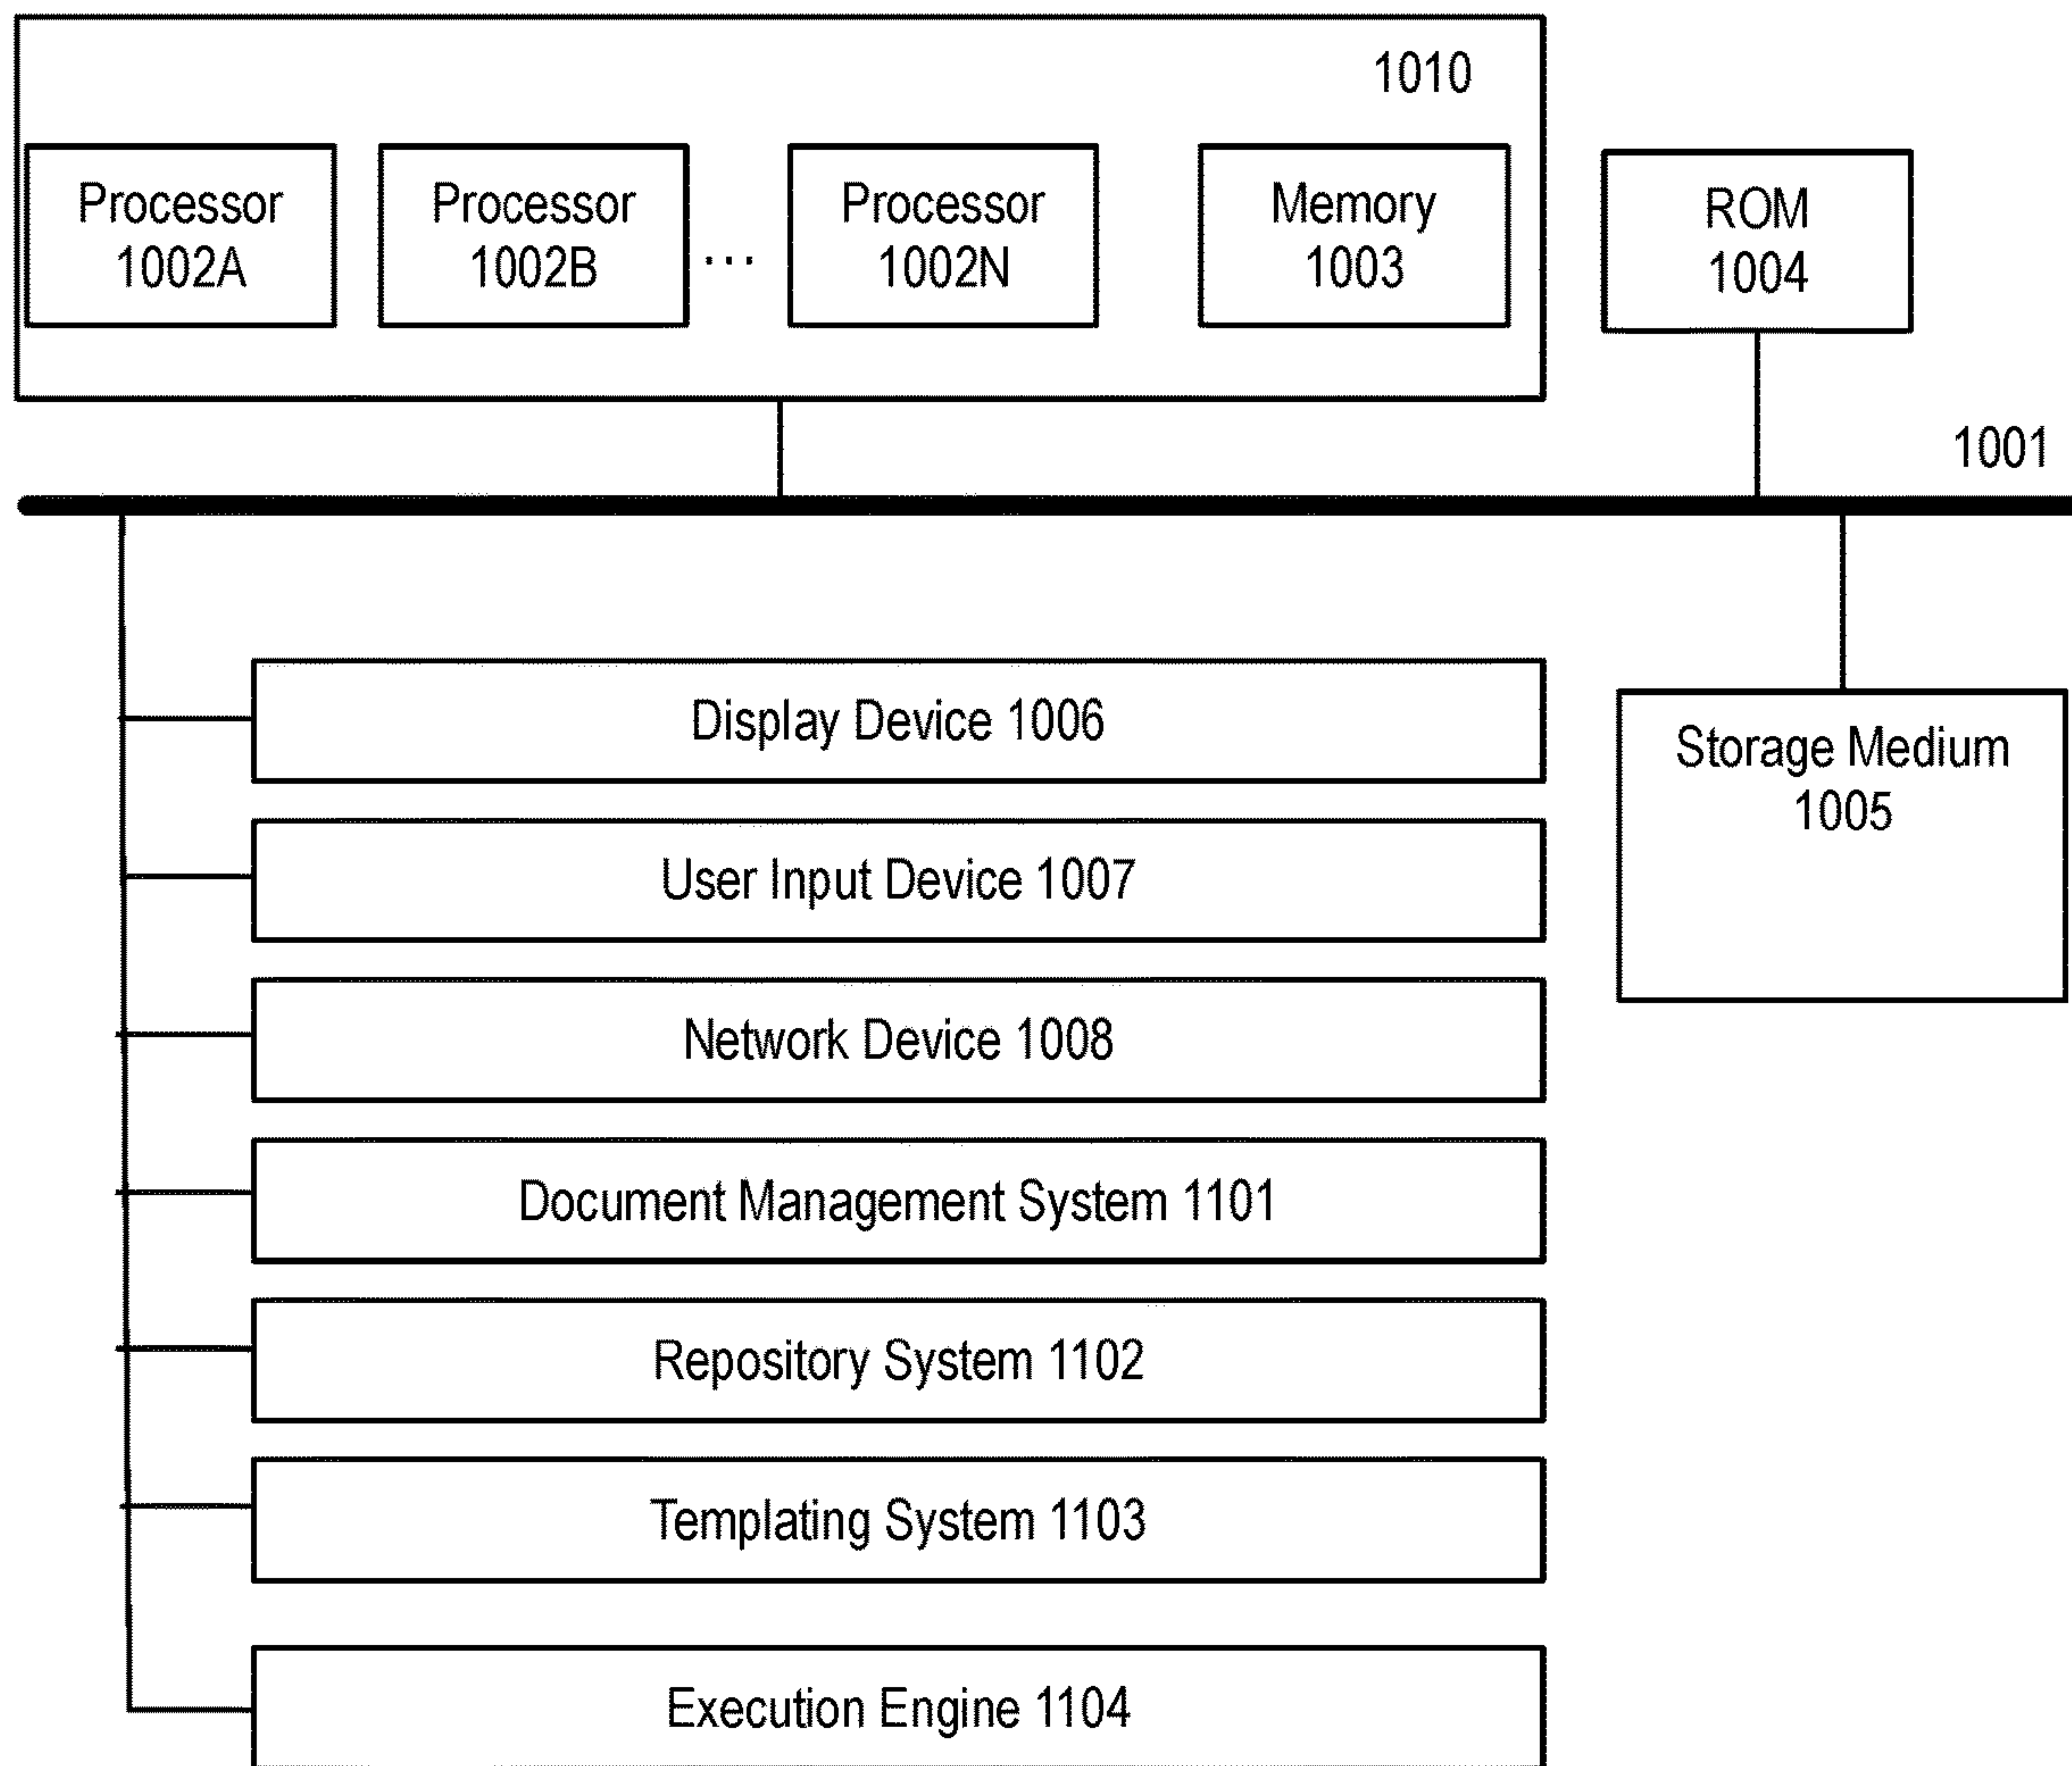 1010
Processor
1002A
Processor
1002B
...
Processor
1002N
Memory
1003
ROM
1004
1001
Display Device 1006
Storage Medium
1005
User Input Device 1007
Network Device 1008
Document Management System 1101
Repository System 1102
Templating System 1103
Execution Engine 1104